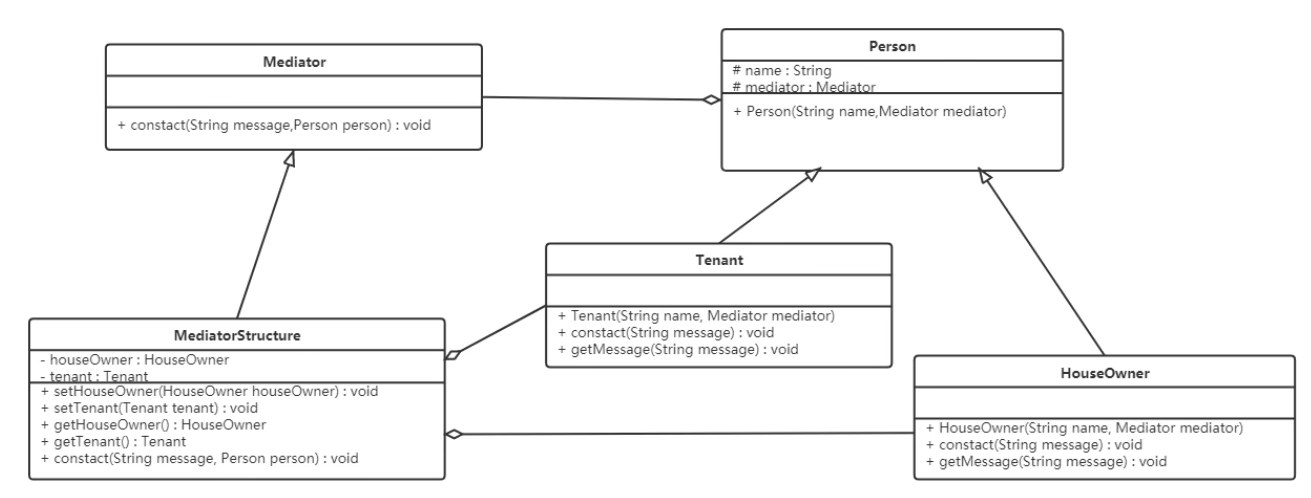 Mediator
+ constact(String message,Person person) : void
Person
# name : String
# mediator : Mediator
+ Person(String name,Mediator mediator)
Tenant
+ Tenant(String name, Mediator mediator)
+ constact(String message) : void
+ getMessage(String message) : void
MediatorStructure
- houseOwner : HouseOwner
- tenant : Tenant
+ setHouseOwner(HouseOwner houseOwner) : void
+ setTenant(Tenant tenant) : void
+ getHouseOwner() : HouseOwner
+ getTenant() : Tenant
+ constact(String message, Person person) : void
HouseOwner
+ HouseOwner(String name, Mediator mediator)
+ constact(String message) : void
+ getMessage(String message) : void